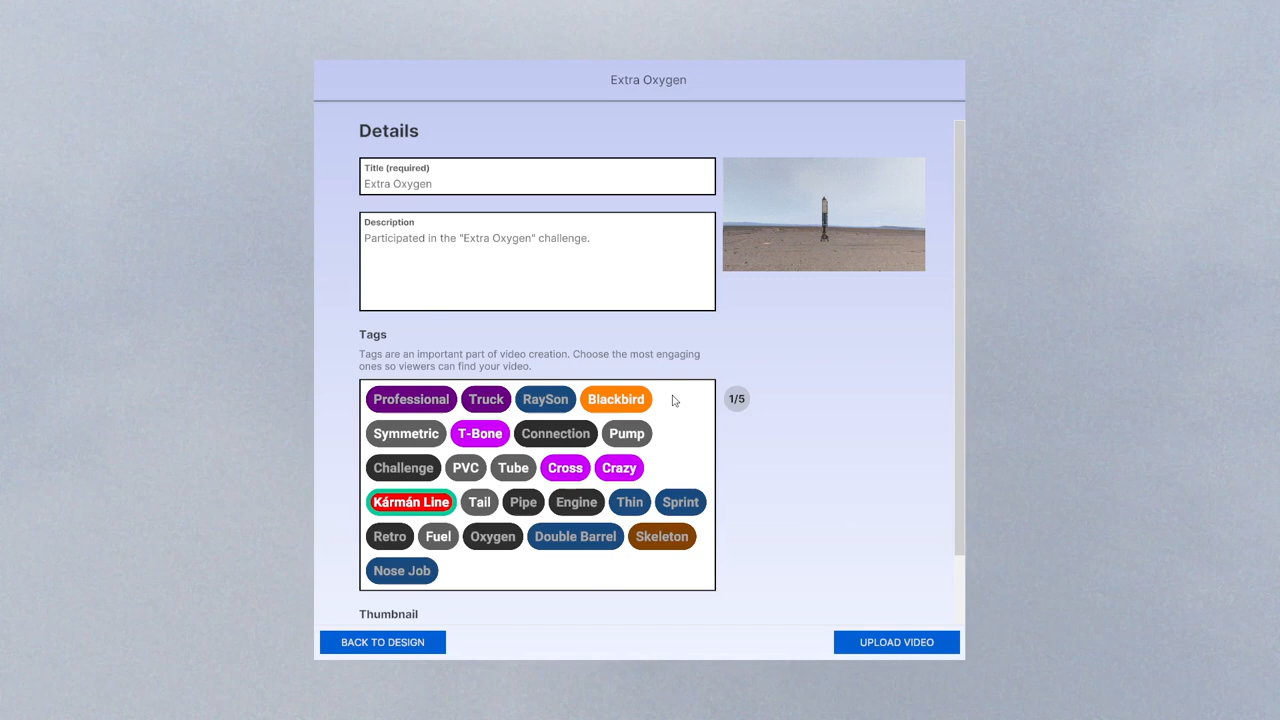 Extra Oxygen
Details
Title (required)
Extra Oxygen
Description
Participated in the "Extra Oxygen" challenge.
Tags
Tags are an important part of video creation. Choose the most engaging
ones so viewers can find your video.
Professional Truck RaySon Blackbird 1/5
Symmetric T-Bone Connection Pump
Challenge PVC Tube Cross Crazy
Kármán Line Tail Pipe Engine Thin Sprint
Retro Fuel Oxygen Double Barrel Skeleton
Nose Job
Thumbnail
BACK TO DESIGN UPLOAD VIDEO